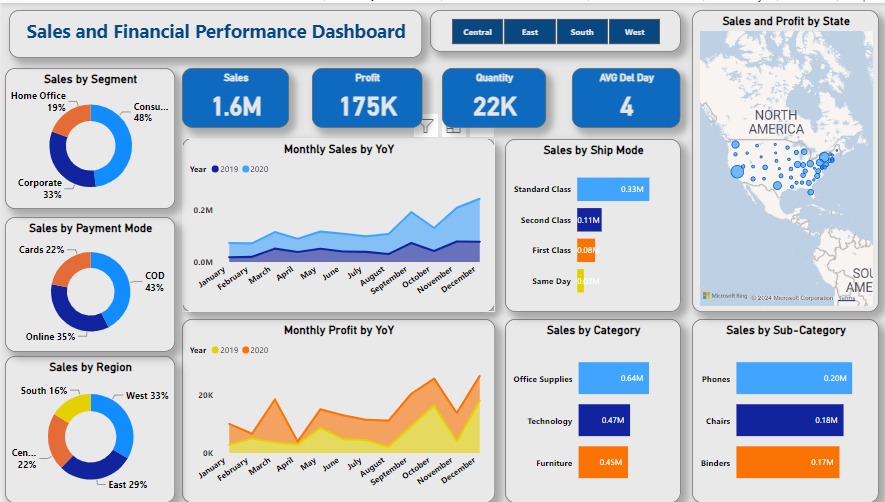 Sales and Financial Performance Dashboard
Central East South West
Sales by Segment
Home Office
19%
Consu...
48%
Corporate
33%
Sales
1.6M
Profit
175K
Quantity
22K
AVG Del Day
4
Sales and Profit by State
NORTH
AMERICA
SOU
AME
Microsoft Bing © 2024 Microsoft Corporation Terms
Monthly Sales by YoY
Year 2019 2020
0.2M
0.0M
January February March April May June July August September October November December
Sales by Ship Mode
Standard Class 0.33M
Second Class 0.11M
First Class 0.08M
Same Day 0.03M
Sales by Payment Mode
Cards 22%
COD
43%
Online 35%
Monthly Profit by YoY
Year 2019 2020
20K
0K
January February March April May June July August September October November December
Sales by Category
Office Supplies 0.64M
Technology 0.47M
Furniture 0.45M
Sales by Sub-Category
Phones 0.20M
Chairs 0.18M
Binders 0.17M
Sales by Region
South 16%
West 33%
Cen...
22%
East 29%